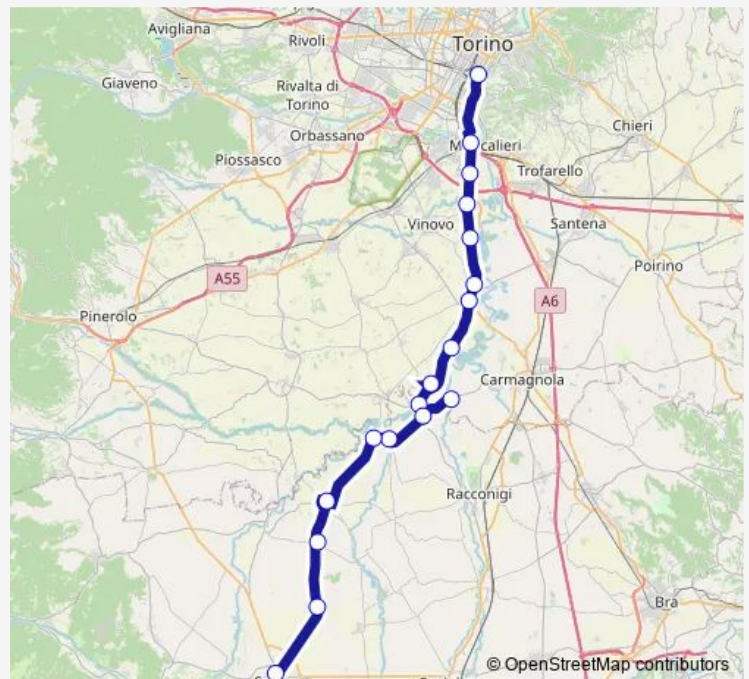 Avigliana
Rivoli
Torino
Giaveno
Rivalta di
Torino
Chieri
Orbassano
Piossasco
Trofarello
Vinovo
Santena
Poirino
A55
A6
Pinerolo
Carmagnola
Racconigi
Bra
© OpenStreetMap contributors